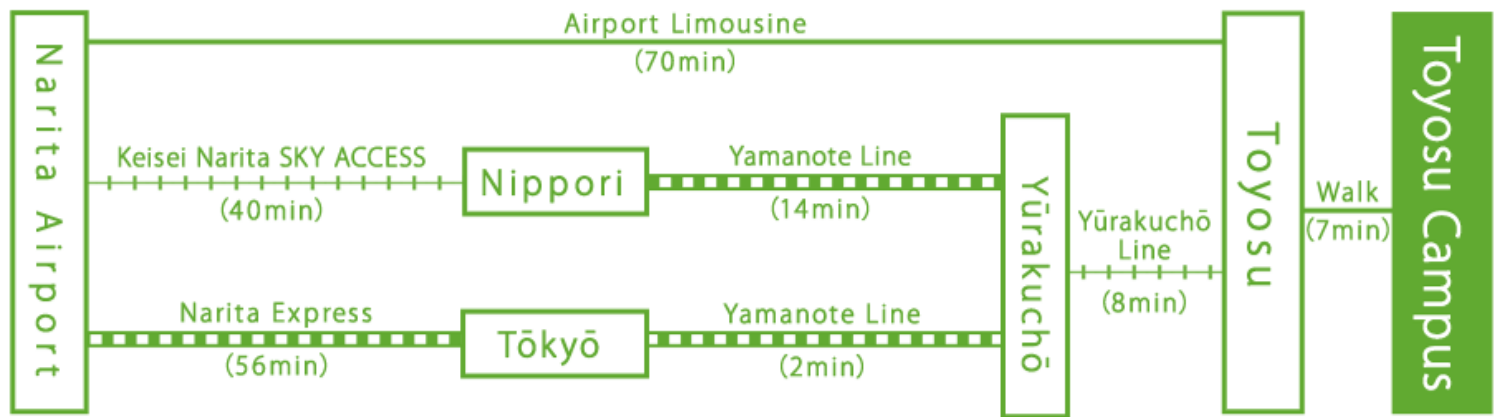 Narita Airport
Airport Limousine
(70min)
Keisei Narita SKY ACCESS
(40min)
Nippori
Yamanote Line
(14min)
Narita Express
(56min)
Tōkyō
Yamanote Line
(2min)
Yūrakuchō
Yūrakuchō
Line
(8min)
Toyosu
Walk
(7min)
Toyosu Campus